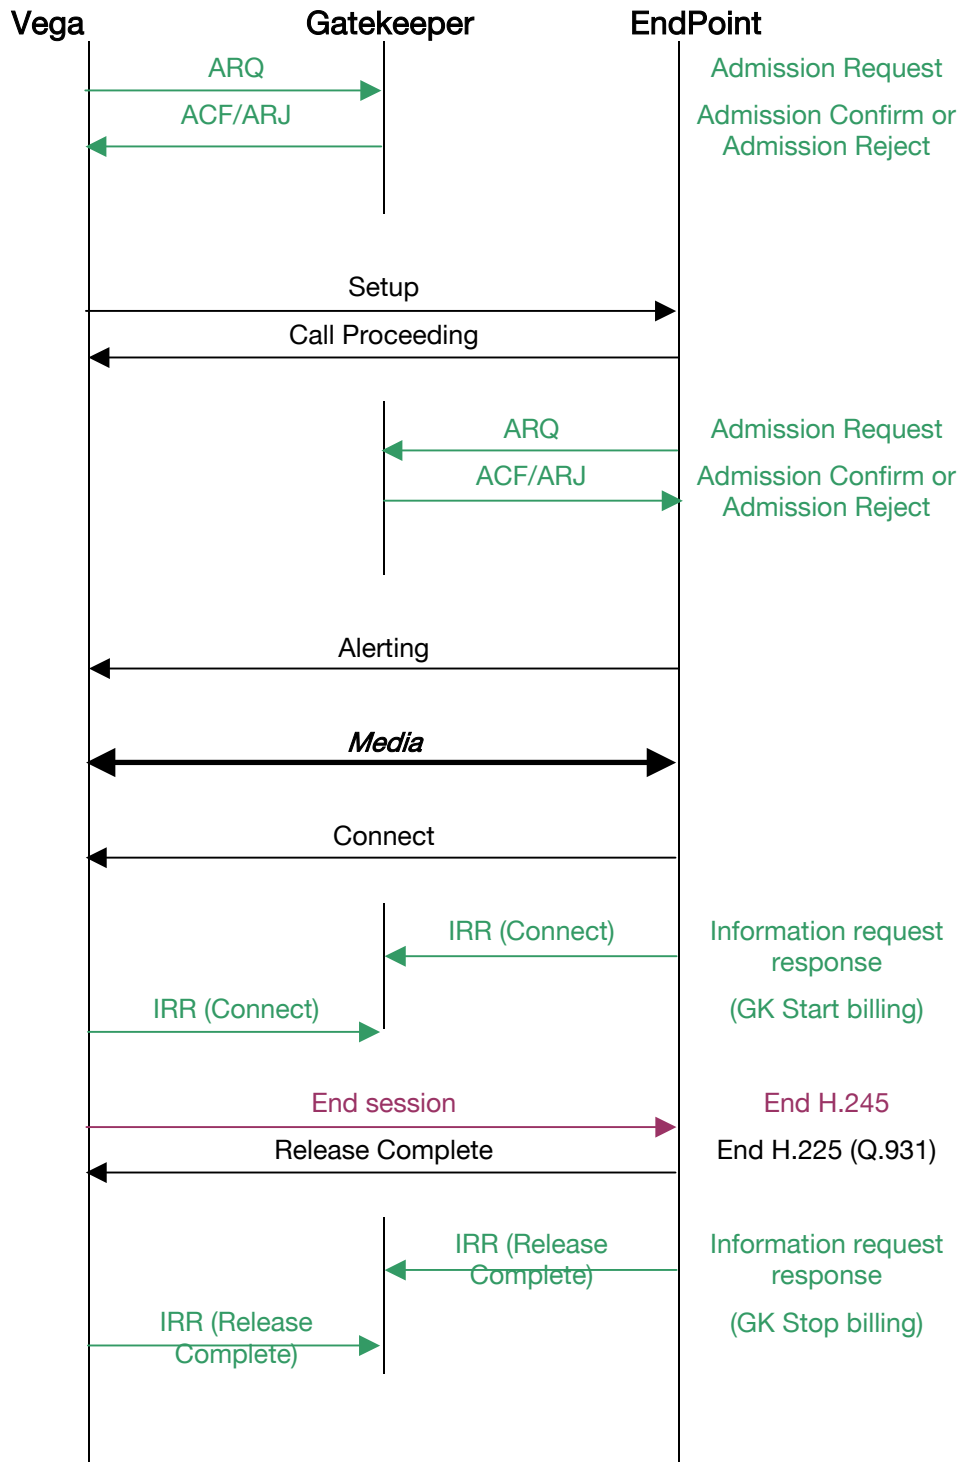 Vega Gatekeeper EndPoint
ARQ Admission Request
ACF/ARJ Admission Confirm or
Admission Reject
Setup
Call Proceeding
ARQ Admission Request
ACF/ARJ Admission Confirm or
Admission Reject
Alerting
Media
Connect
IRR (Connect) Information request
response
IRR (Connect) (GK Start billing)
End session End H.245
Release Complete End H.225 (Q.931)
IRR (Release Information request
Complete) response
IRR (Release (GK Stop billing)
Complete)